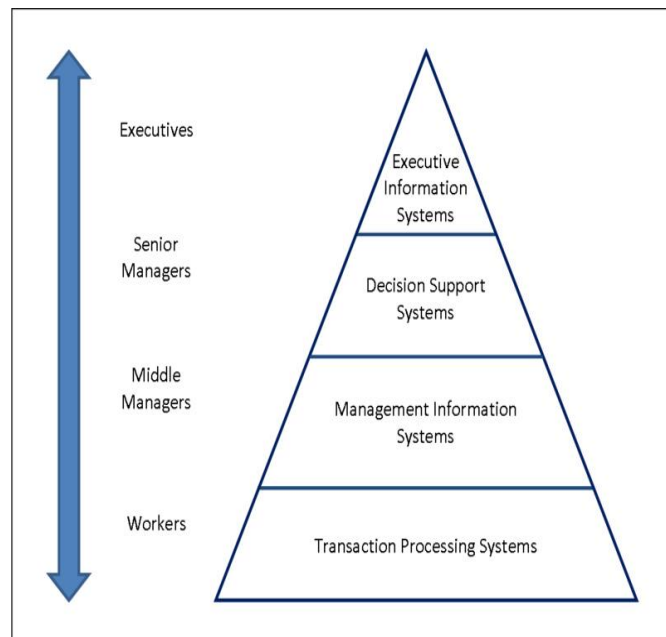 Executives
Executive
Information
Systems
Senior
Managers
Decision Support
Systems
Middle
Managers
Management Information
Systems
Workers
Transaction Processing Systems